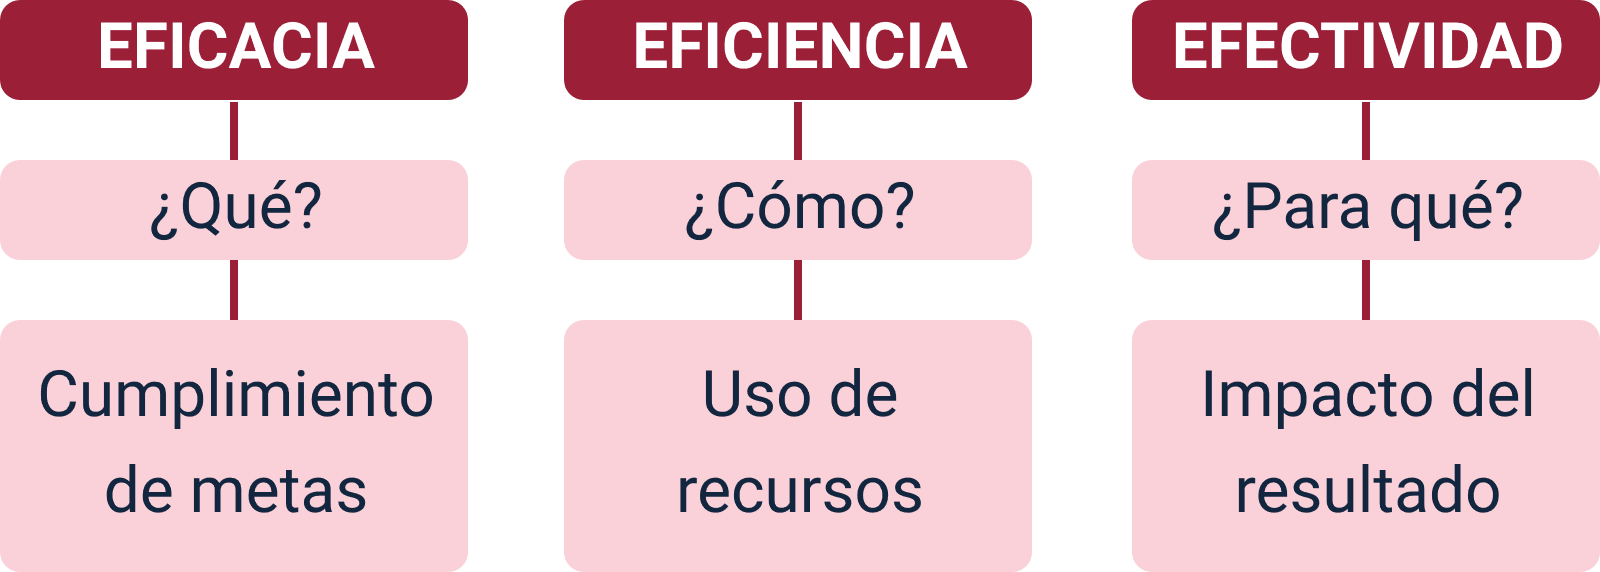 EFICACIA
¿Qué?
Cumplimiento
de metas
EFICIENCIA
¿Cómo?
Uso de
recursos
EFECTIVIDAD
¿Para qué?
Impacto del
resultado